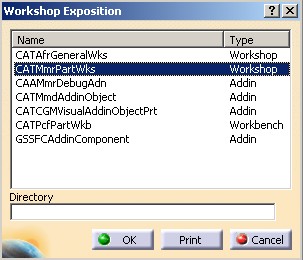 Workshop Exposition
Name Type
CATAfrGeneralWks Workshop
CATMmrPartWks Workshop
CAAMmrDebugAdn Addin
CATMmdAddinObject Addin
CATCGMVisualAddinObjectPrt Addin
CATPcfPartWkb Workbench
GSSFCAddinComponent Addin
Directory
OK Print Cancel